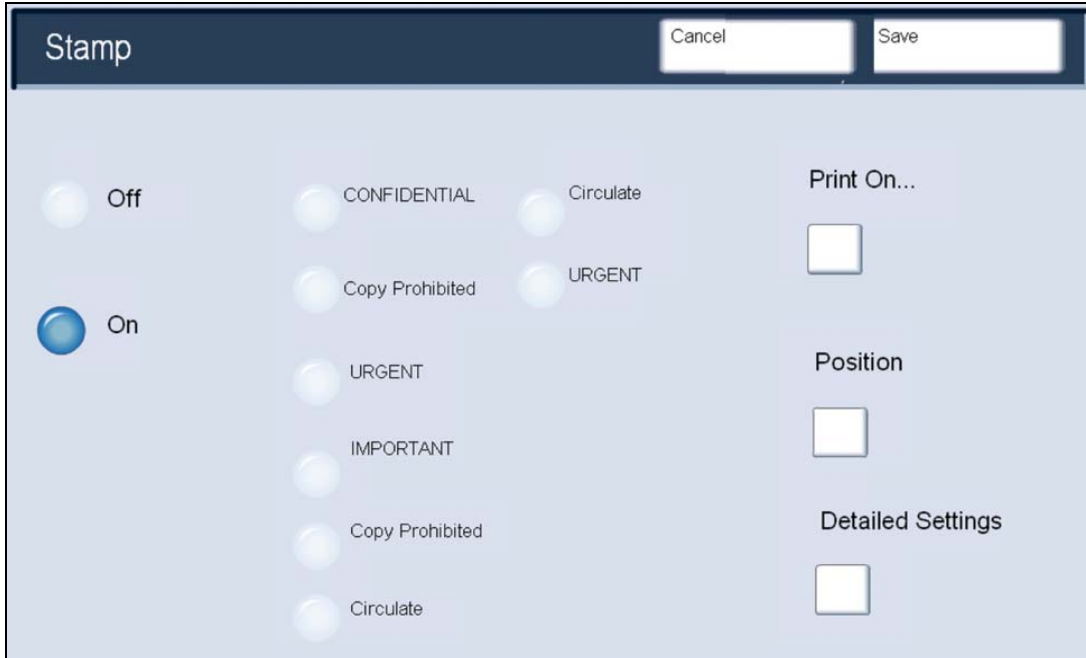 Stamp
Cancel
Save
Off
On
CONFIDENTIAL
Copy Prohibited
URGENT
IMPORTANT
Copy Prohibited
Circulate
Circulate
URGENT
Print On...
Position
Detailed Settings